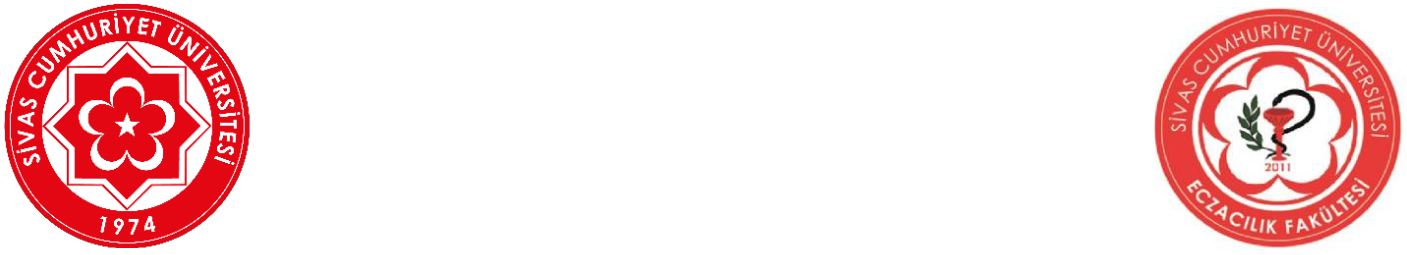 SİVAS CUMHURİYET ÜNİVERSİTESİ
1974
SİVAS CUMHURİYET ÜNİVERSİTESİ
2011
ECZACILIK FAKÜLTESİ